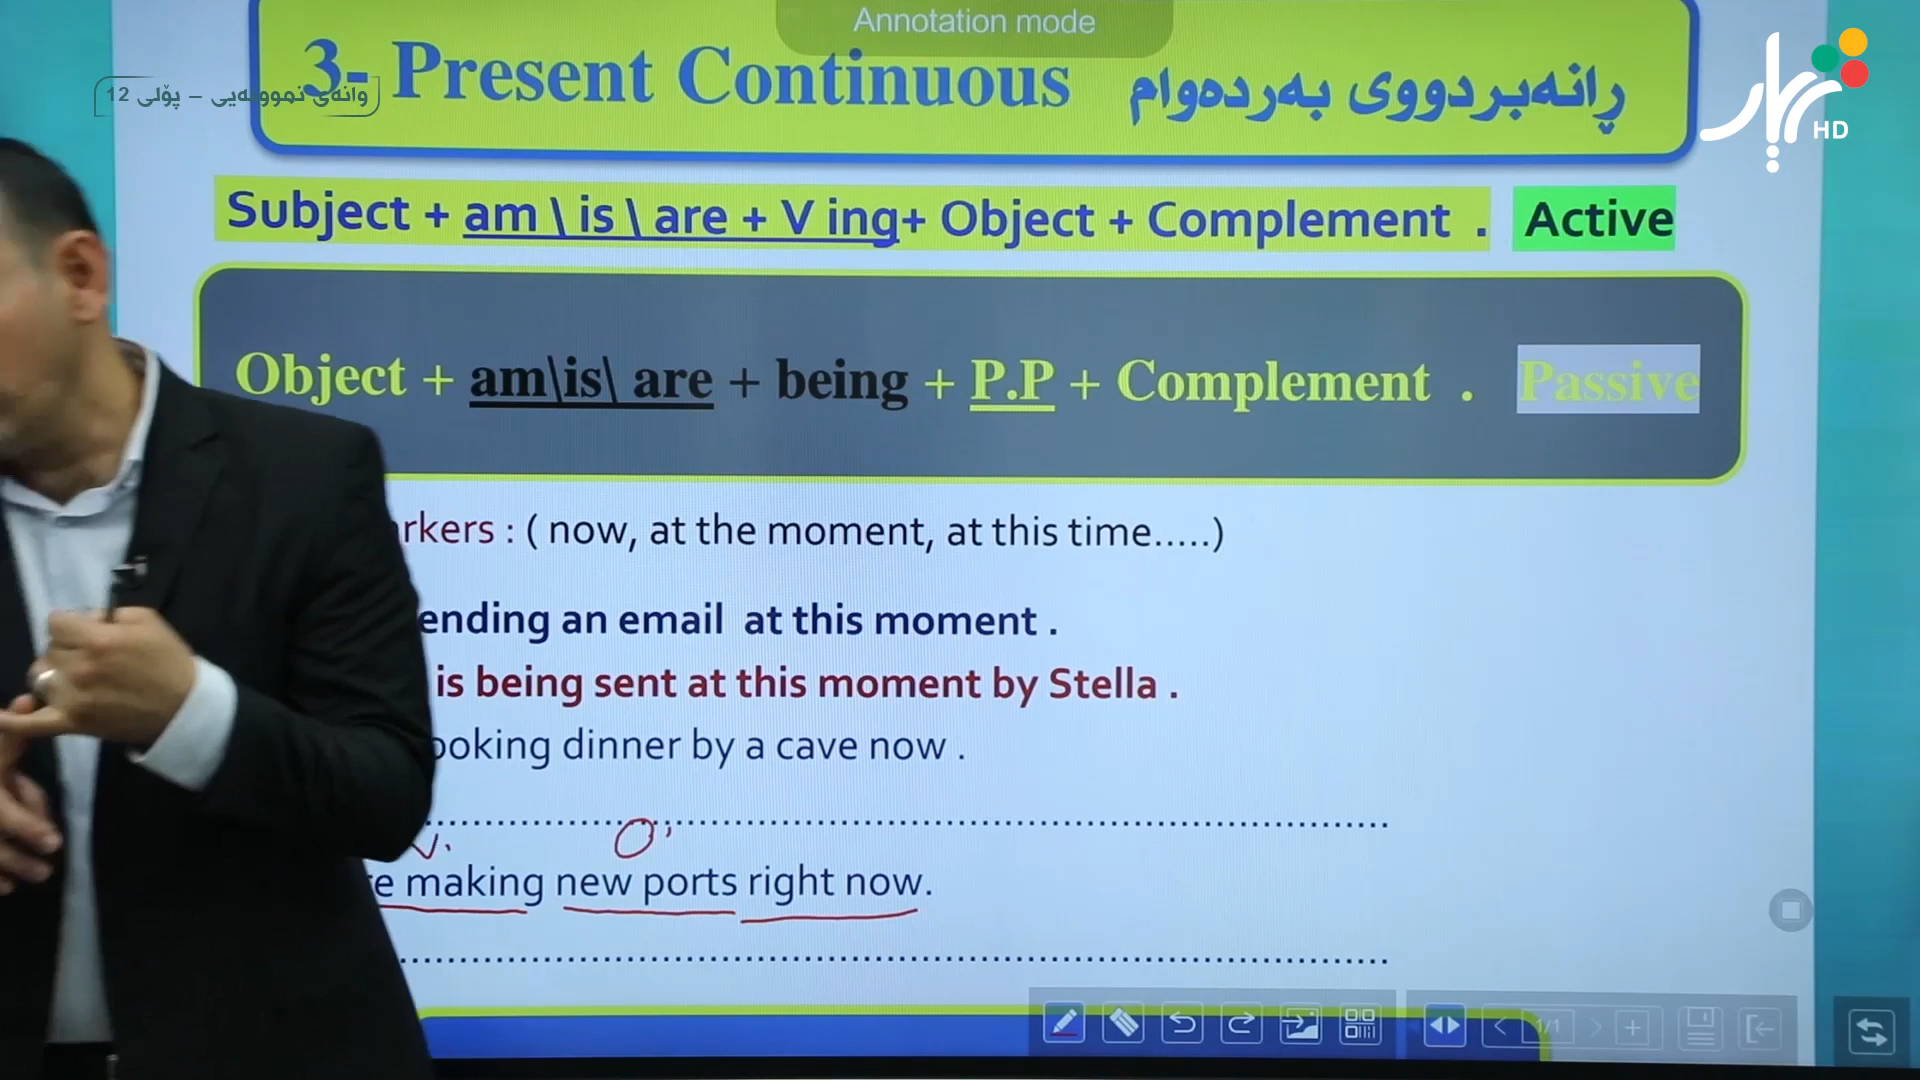 Annotation mode
3- Present Continuous ڕانەبردووی بەردەوام
وانەی نموونەیی – پۆلی 12
HD
Subject + am \ is \ are + V ing+ Object + Complement . Active
Object + am\is\ are + being + P.P + Complement . Passive
rkers : ( now, at the moment, at this time.....)
ending an email at this moment .
is being sent at this moment by Stella .
ooking dinner by a cave now .
V. O'
e making new ports right now.
1/1